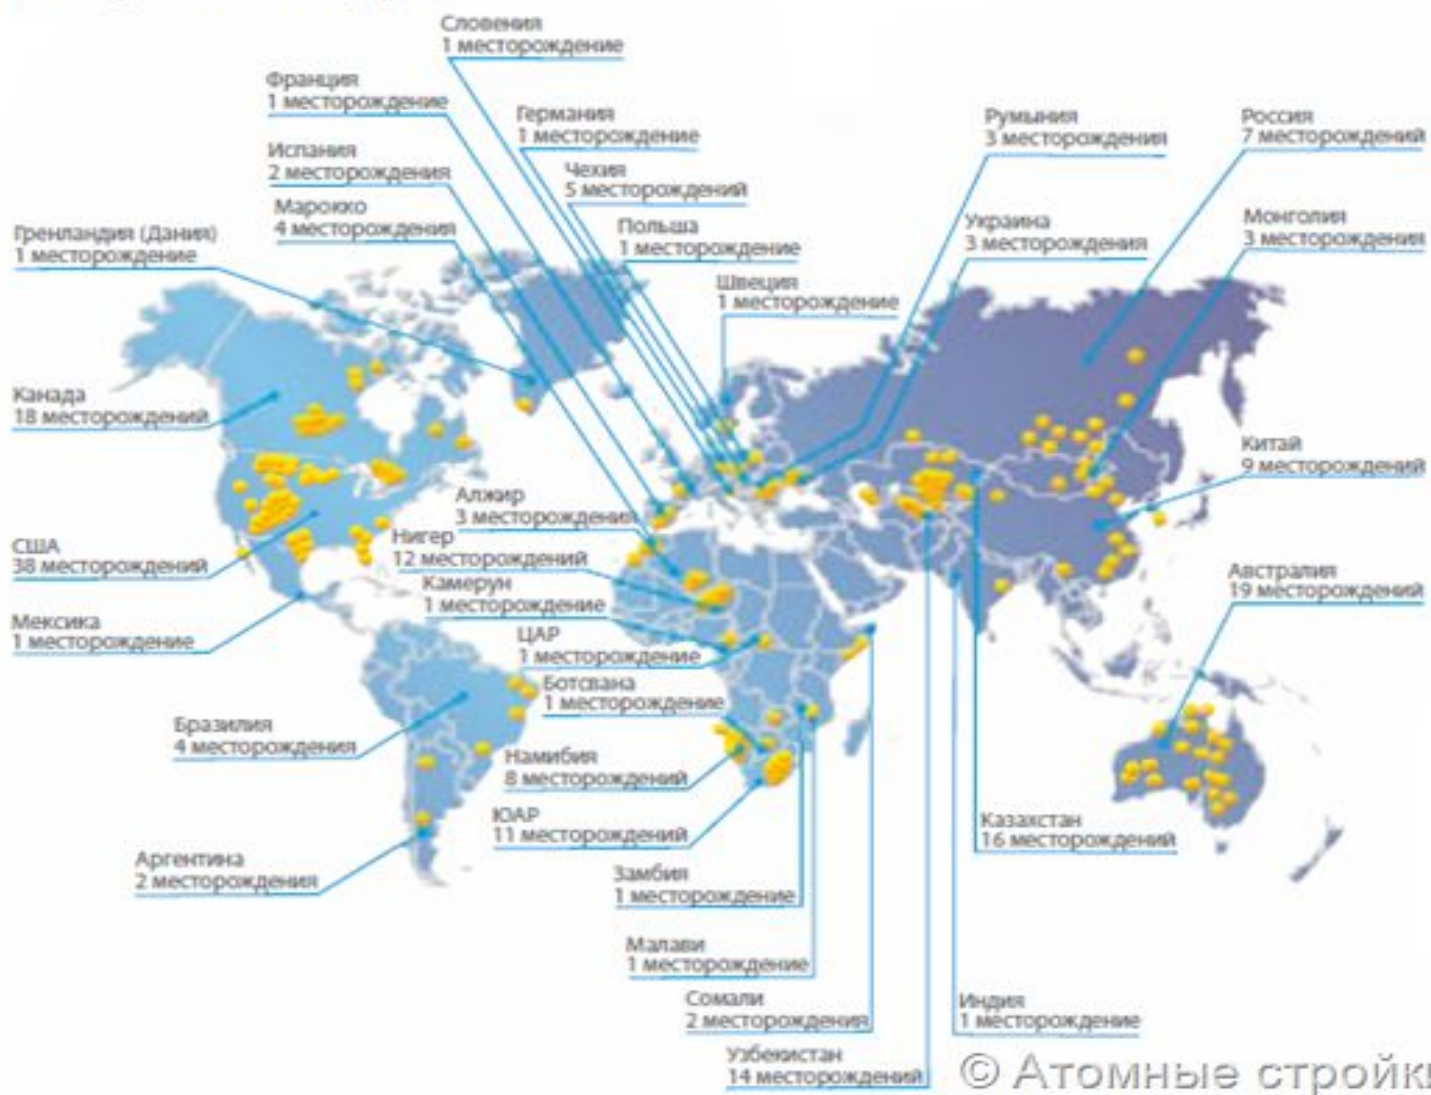 Словения
1 месторождение
Франция
1 месторождение
Германия
1 месторождение
Румыния
3 месторождения
Россия
7 месторождений
Испания
2 месторождения
Чехия
5 месторождений
Марокко
4 месторождения
Польша
1 месторождение
Украина
3 месторождения
Монголия
3 месторождения
Гренландия (Дания)
1 месторождение
Швеция
1 месторождение
Канада
18 месторождений
Китай
9 месторождений
Алжир
3 месторождения
Нигер
12 месторождений
США
38 месторождений
Камерун
1 месторождение
Австралия
19 месторождений
Мексика
1 месторождение
ЦАР
1 месторождение
Ботсвана
1 месторождение
Бразилия
4 месторождения
Намибия
8 месторождений
ЮАР
11 месторождений
Казахстан
16 месторождений
Аргентина
2 месторождения
Замбия
1 месторождение
Малави
1 месторождение
Сомали
2 месторождения
Индия
1 месторождение
Узбекистан
14 месторождений
© Атомные стройки